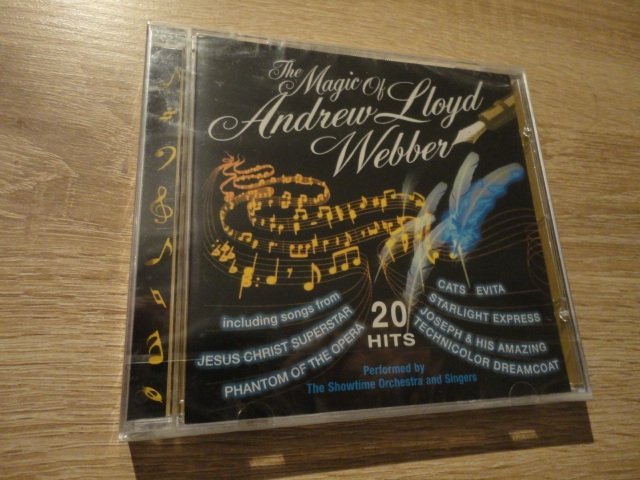 The Magic Of
Andrew Lloyd
Webber
including songs from
JESUS CHRIST SUPERSTAR
PHANTOM OF THE OPERA
20
HITS
CATS EVITA
STARLIGHT EXPRESS
JOSEPH & HIS AMAZING
TECHNICOLOR DREAMCOAT
Performed by
The Showtime Orchestra and Singers